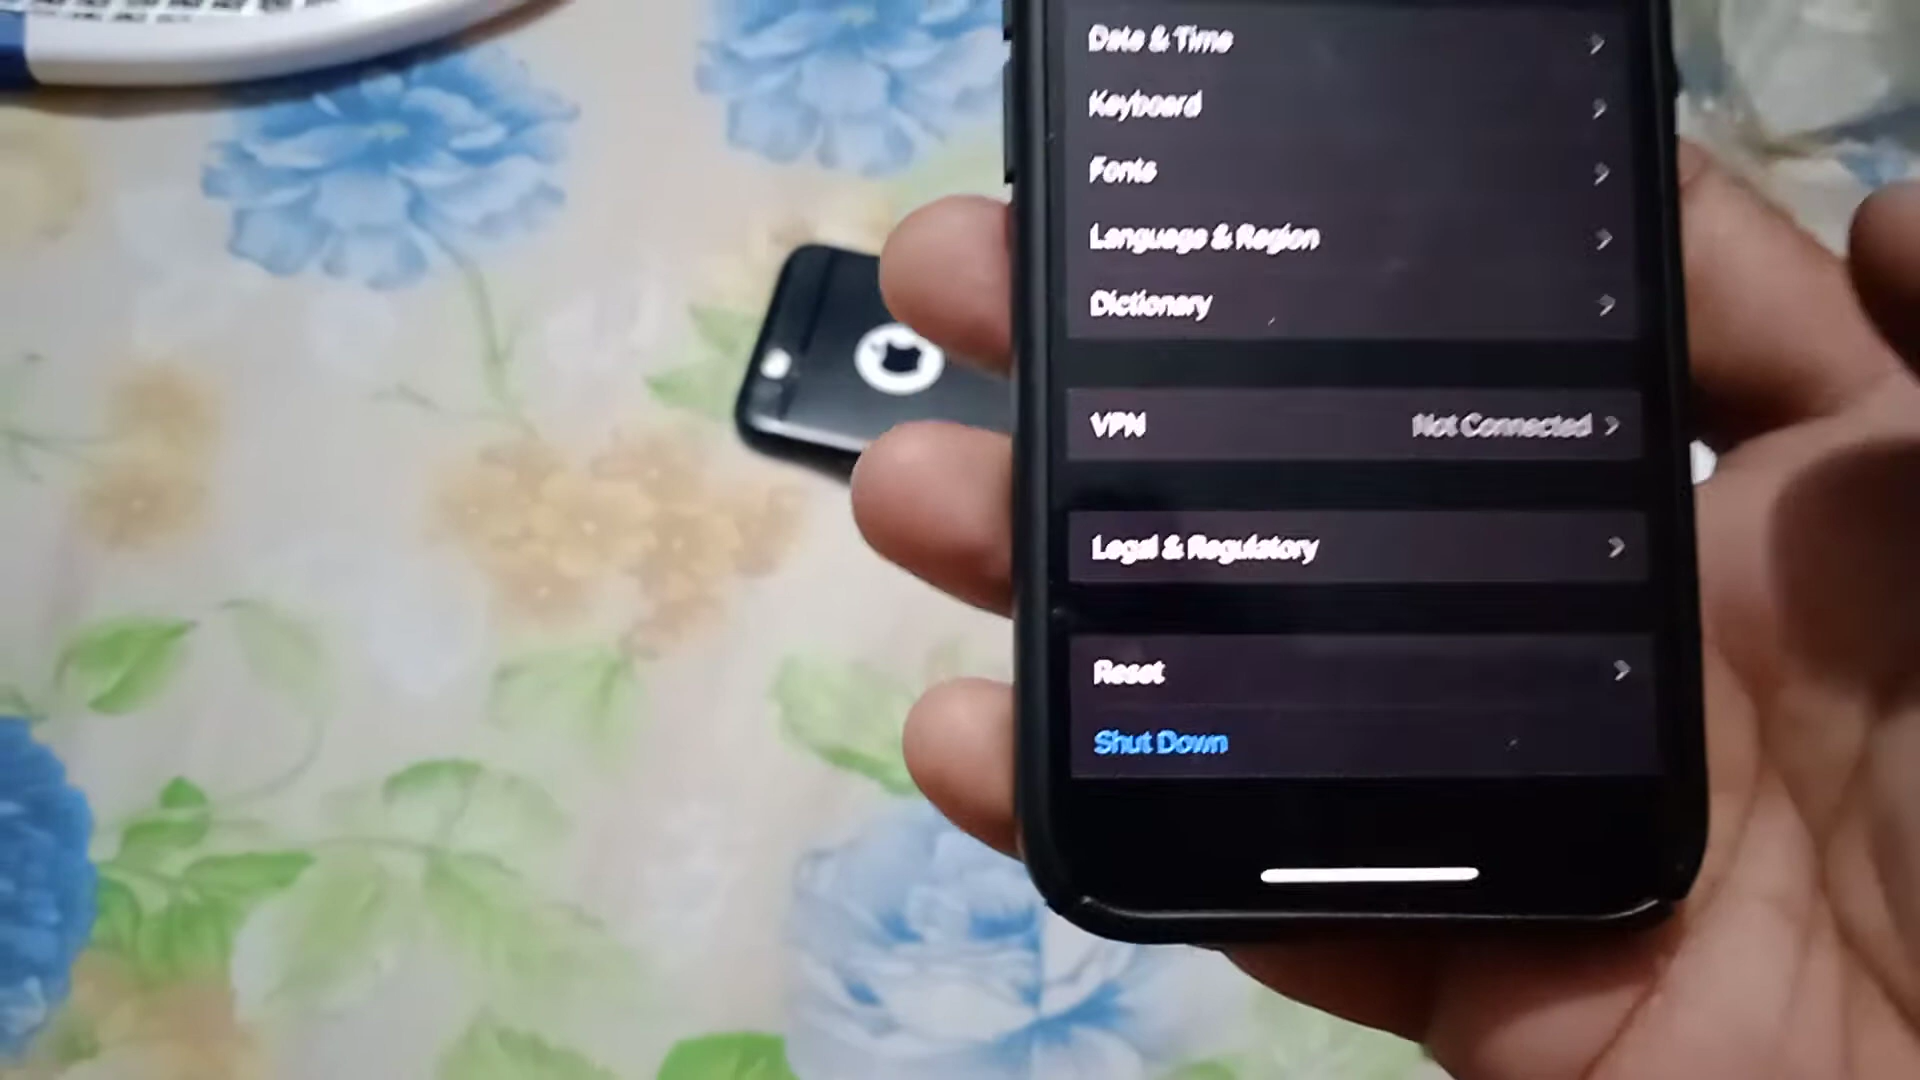 Date & Time
Keyboard
Fonts
Language & Region
Dictionary
VPN Not Connected
Legal & Regulatory
Reset
Shut Down